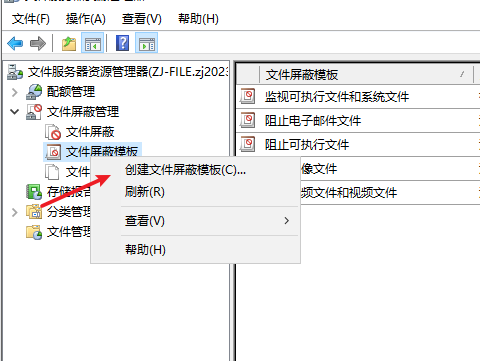 文件(F) 操作(A) 查看(V) 帮助(H)
文件服务器资源管理器(ZJ-FILE.zj2023
配额管理
文件屏蔽管理
文件屏蔽
文件屏蔽模板
文件
存储报告
分类管理
文件管理
创建文件屏蔽模板(C)...
刷新(R)
查看(V)
帮助(H)
文件屏蔽模板
监视可执行文件和系统文件
阻止电子邮件文件
阻止可执行文件
像文件
频文件和视频文件